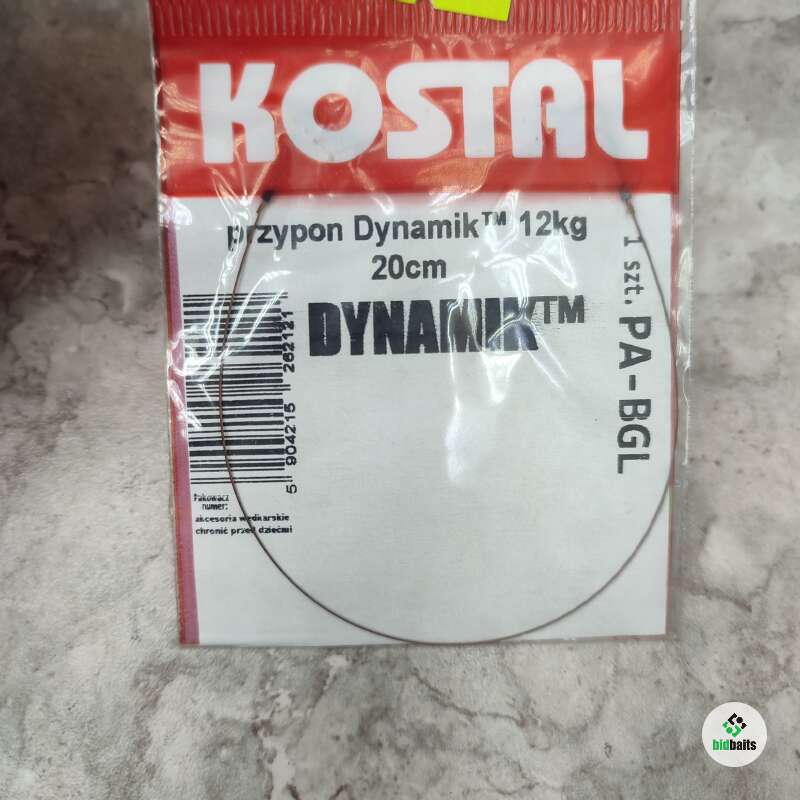 KOSTAL
przypon Dynamik™ 12kg
20cm
DYNAMIK™
1 szt. PA-BGL
5 904215 262121
Pakowacz
numer:
akcesoria wędkarskie
chronić przed dziećmi
bidbaits